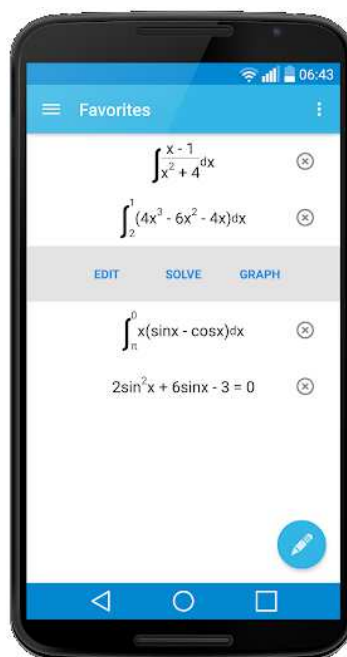 06:43
Favorites
∫ x - 1 / x² + 4 dx
∫₂¹ (4x³ - 6x² - 4x)dx
EDIT SOLVE GRAPH
∫π⁰ x(sinx - cosx)dx
2sin²x + 6sinx - 3 = 0